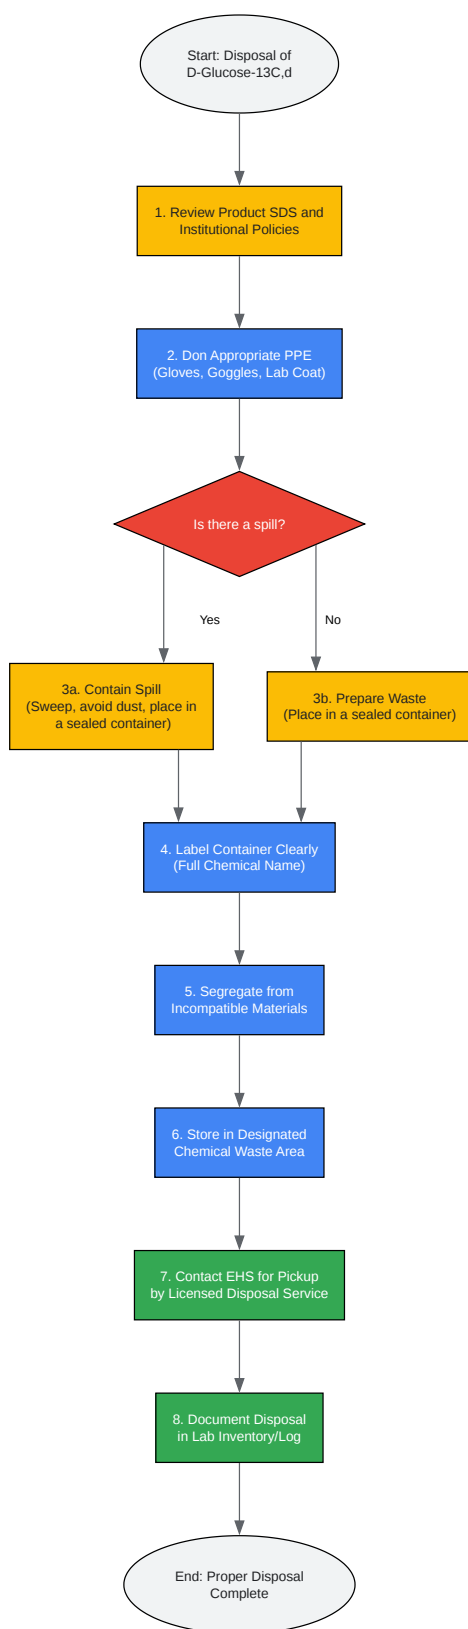 Start: Disposal of
D-Glucose-13C,d
1. Review Product SDS and
Institutional Policies
2. Don Appropriate PPE
(Gloves, Goggles, Lab Coat)
Is there a spill?
Yes
No
3a. Contain Spill
(Sweep, avoid dust, place in
a sealed container)
3b. Prepare Waste
(Place in a sealed container)
4. Label Container Clearly
(Full Chemical Name)
5. Segregate from
Incompatible Materials
6. Store in Designated
Chemical Waste Area
7. Contact EHS for Pickup
by Licensed Disposal Service
8. Document Disposal
in Lab Inventory/Log
End: Proper Disposal
Complete